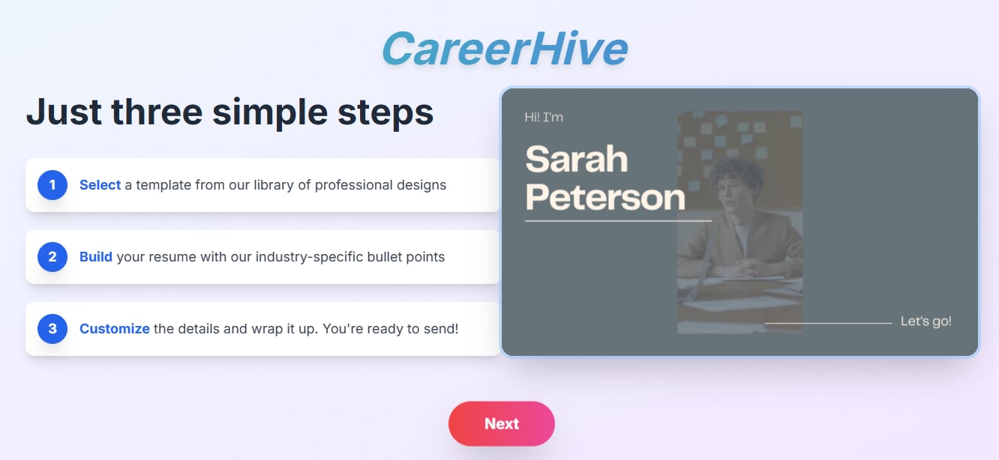 CareerHive
Just three simple steps
1 Select a template from our library of professional designs
2 Build your resume with our industry-specific bullet points
3 Customize the details and wrap it up. You're ready to send!
Hi! I'm
Sarah
Peterson
Let's go!
Next